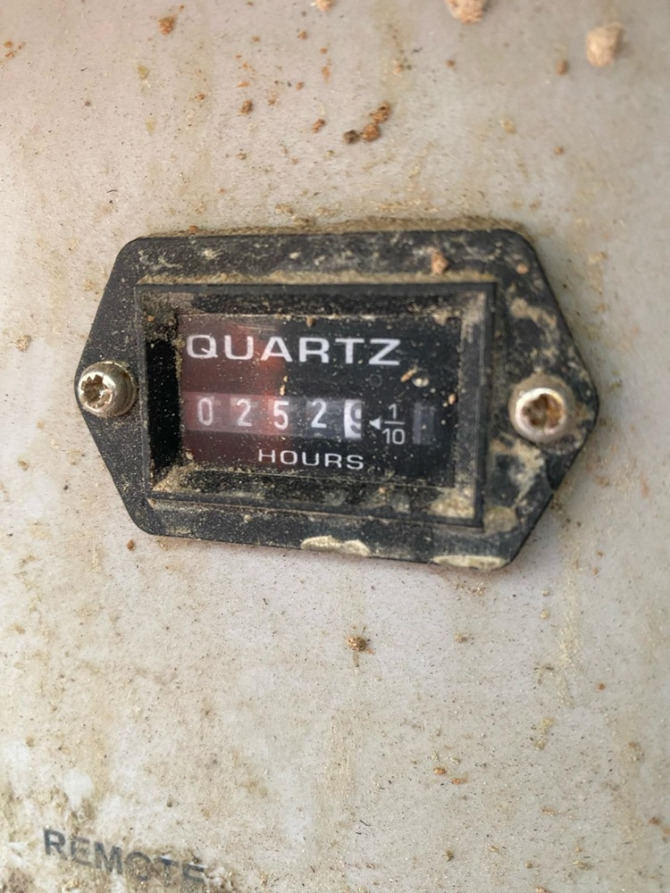 QUARTZ
02529 ◄ 1/10
HOURS
REMOTE